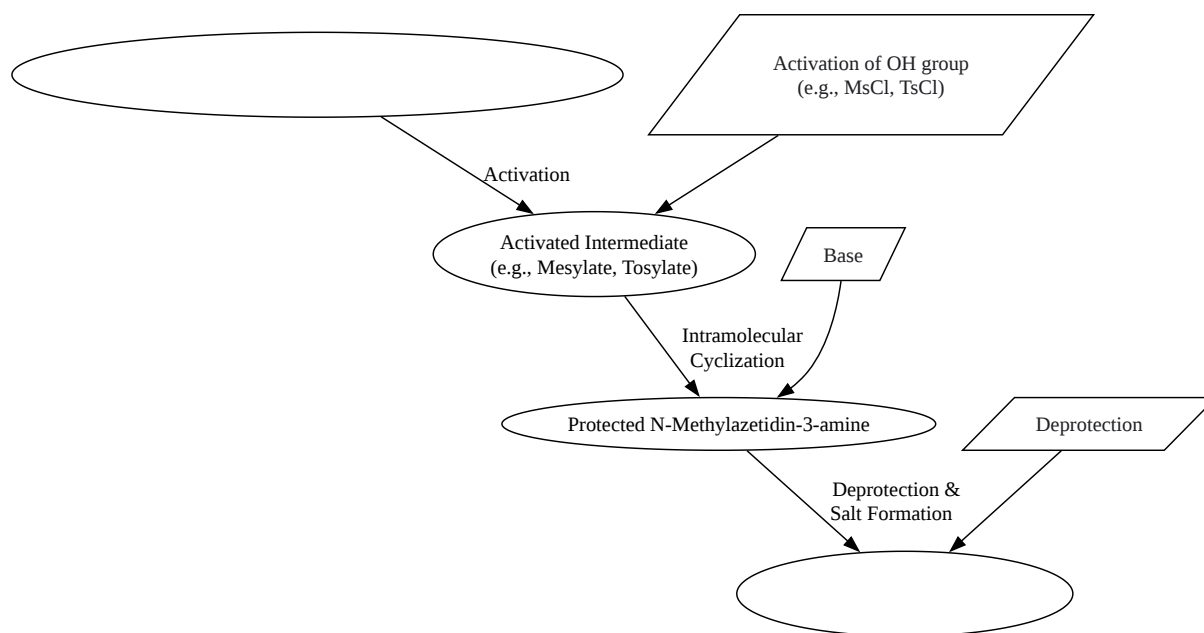 Activation of OH group
(e.g., MsCl, TsCl)
Activation
Activated Intermediate
(e.g., Mesylate, Tosylate)
Base
Intramolecular
Cyclization
Protected N-Methylazetidin-3-amine
Deprotection
Deprotection &
Salt Formation